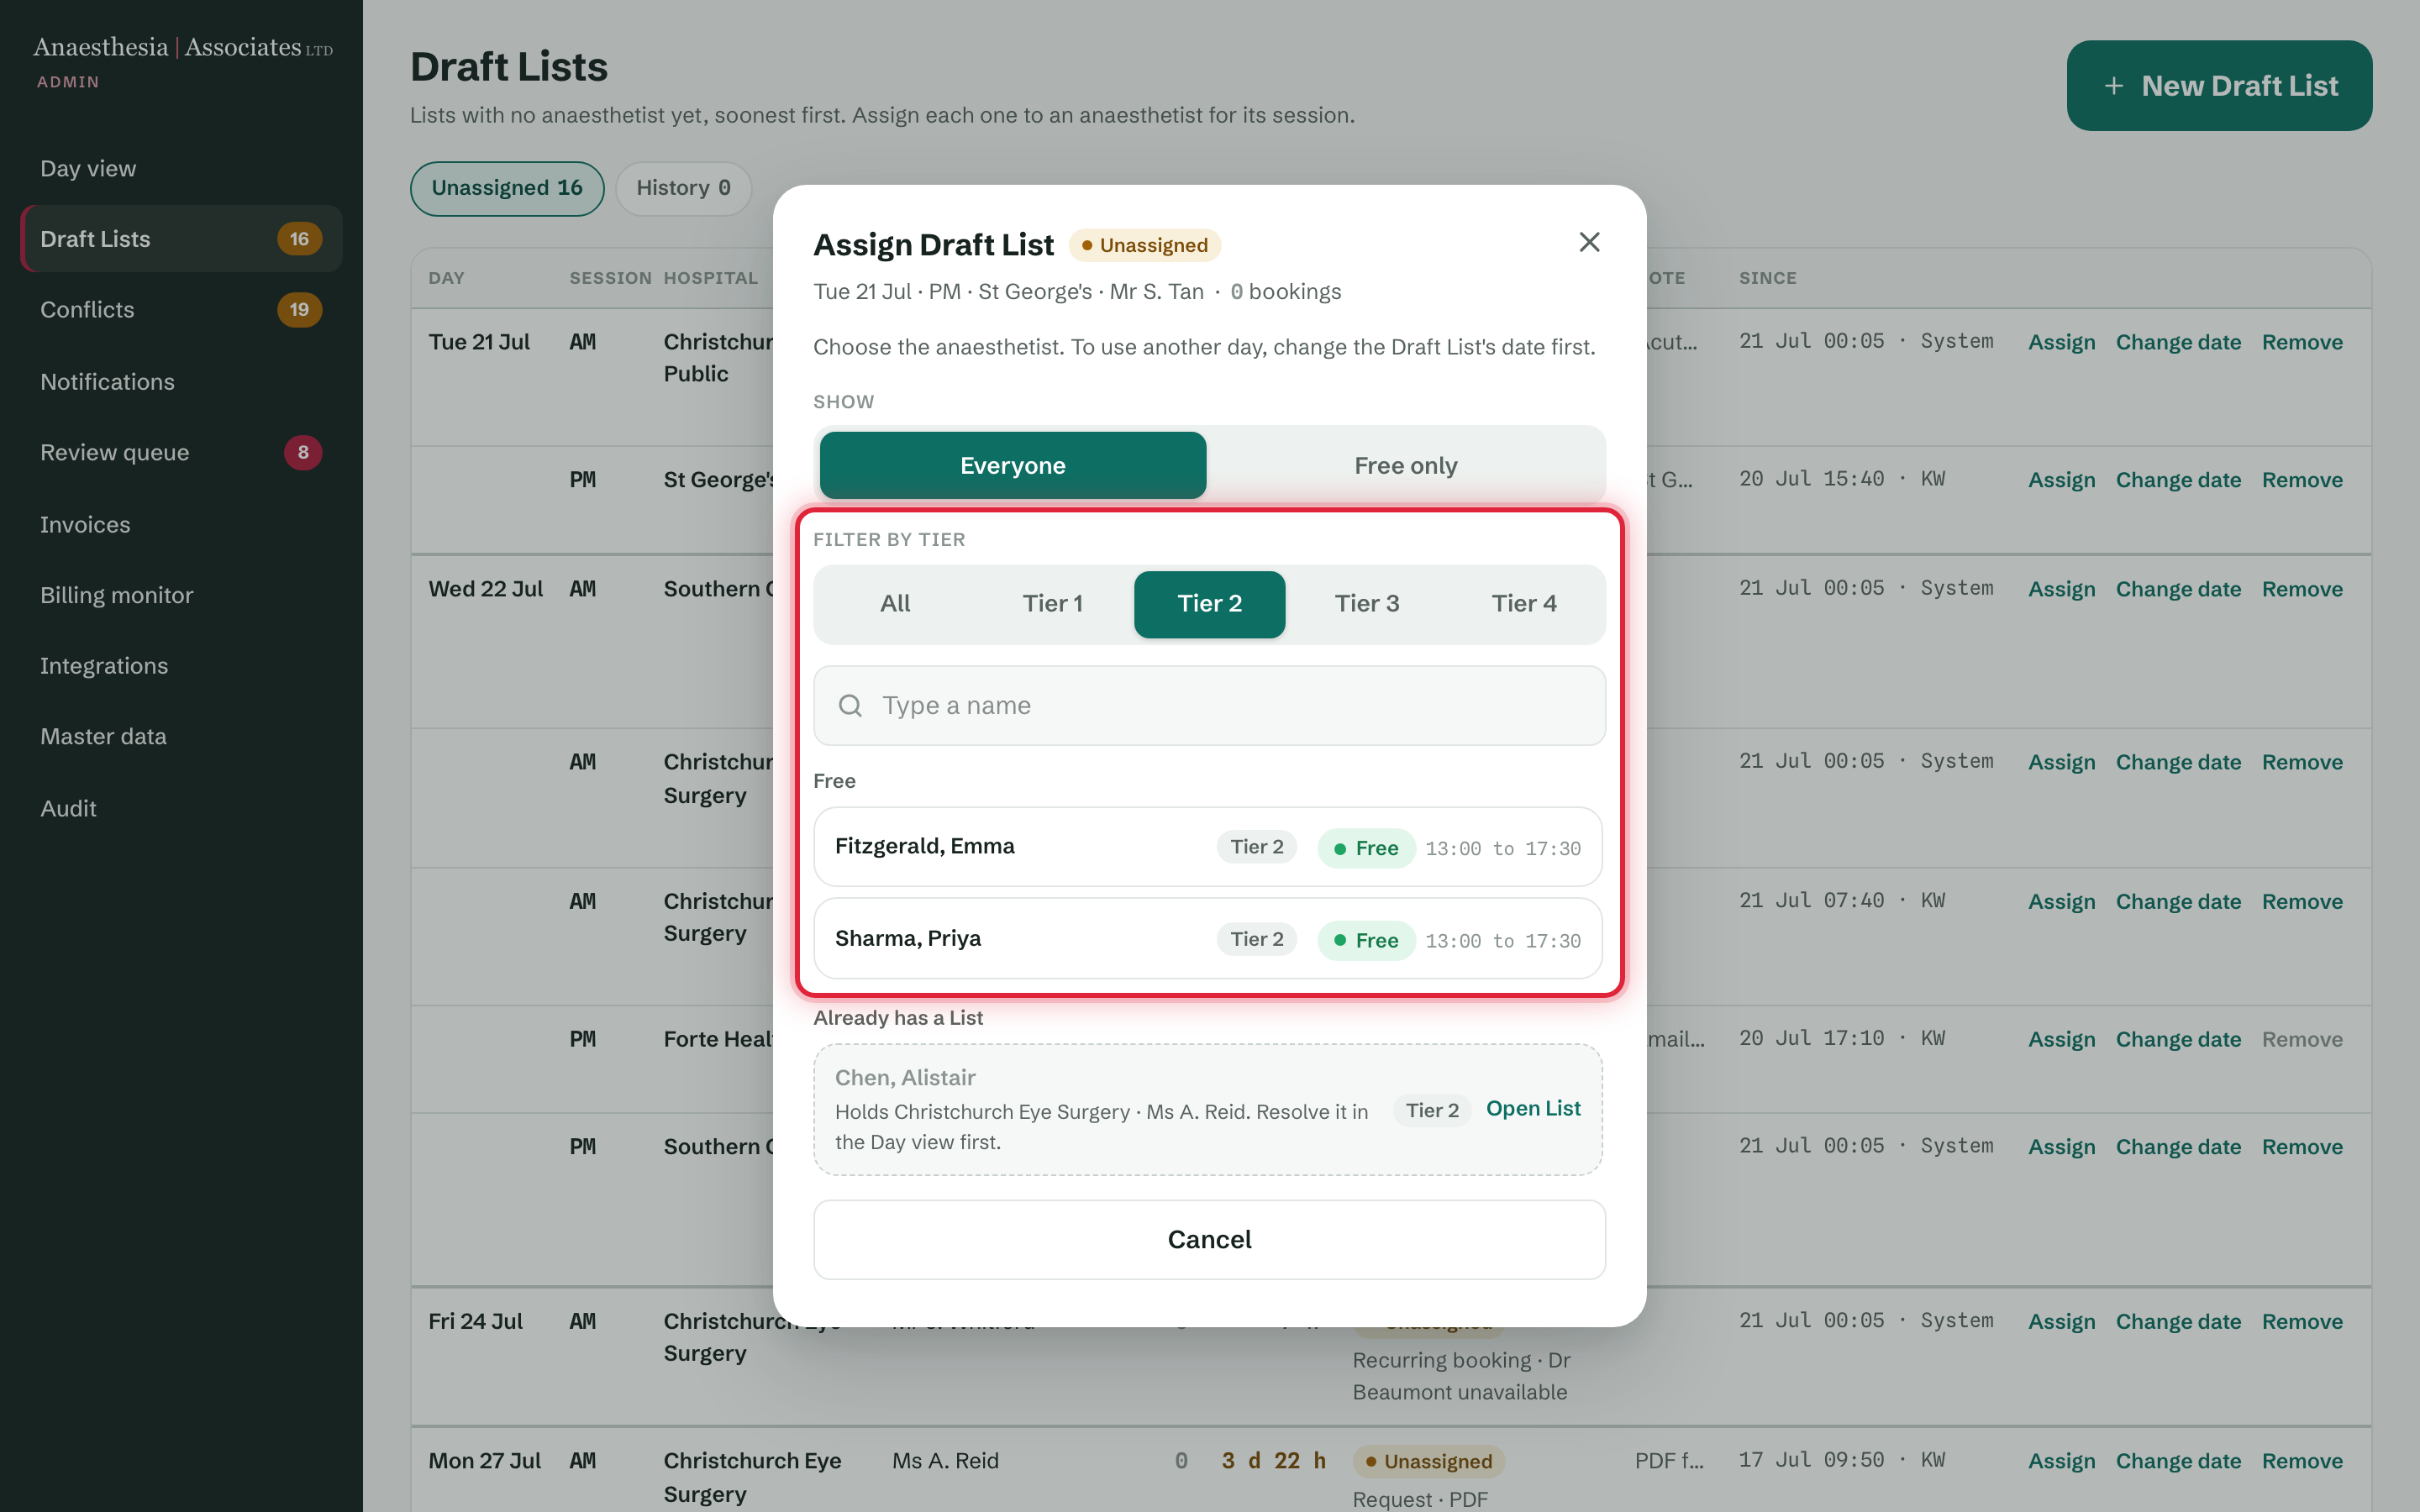 Anaesthesia | Associates LTD
ADMIN
Day view
Draft Lists 16
Conflicts 19
Notifications
Review queue 8
Invoices
Billing monitor
Integrations
Master data
Audit
Draft Lists
Lists with no anaesthetist yet, soonest first. Assign each one to an anaesthetist for its session.
+ New Draft List
Unassigned 16 History 0
DAY SESSION HOSPITAL SINCE
Tue 21 Jul AM 21 Jul 00:05 · System Assign Change date Remove
Public
PM St George's 20 Jul 15:40 · KW Assign Change date Remove
Wed 22 Jul AM Southern 21 Jul 00:05 · System Assign Change date Remove
AM 21 Jul 00:05 · System Assign Change date Remove
Surgery
AM 21 Jul 07:40 · KW Assign Change date Remove
Surgery
PM Forte 20 Jul 17:10 · KW Assign Change date Remove
PM Southern 21 Jul 00:05 · System Assign Change date Remove
Fri 24 Jul AM Christchurch Eye 21 Jul 00:05 · System Assign Change date Remove
Surgery
Recurring booking · Dr
Beaumont unavailable
Mon 27 Jul AM Christchurch Eye Ms A. Reid 0 3 d 22 h Unassigned PDF f... 17 Jul 09:50 · KW Assign Change date Remove
Surgery
Request · PDF
Assign Draft List Unassigned
Tue 21 Jul · PM · St George's · Mr S. Tan · 0 bookings
Choose the anaesthetist. To use another day, change the Draft List's date first.
SHOW
Everyone Free only
FILTER BY TIER
All Tier 1 Tier 2 Tier 3 Tier 4
Type a name
Free
Fitzgerald, Emma Tier 2 Free 13:00 to 17:30
Sharma, Priya Tier 2 Free 13:00 to 17:30
Already has a List
Chen, Alistair
Holds Christchurch Eye Surgery · Ms A. Reid. Resolve it in
the Day view first.
Tier 2 Open List
Cancel